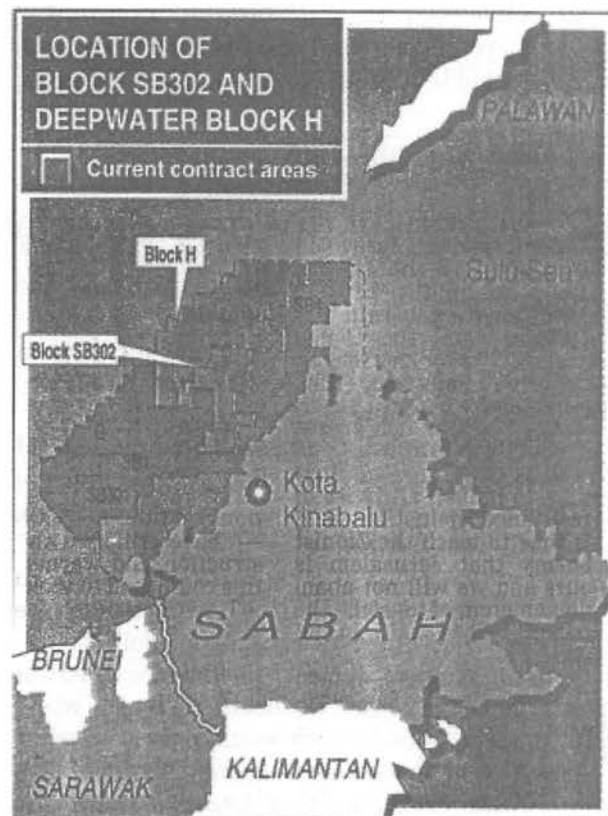 LOCATION OF
BLOCK SB302 AND
DEEPWATER BLOCK H
Current contract areas
PALAWAN
Block H
Sulu Sea
Block SB302
Kota
Kinabalu
SABAH
BRUNEI
KALIMANTAN
SARAWAK